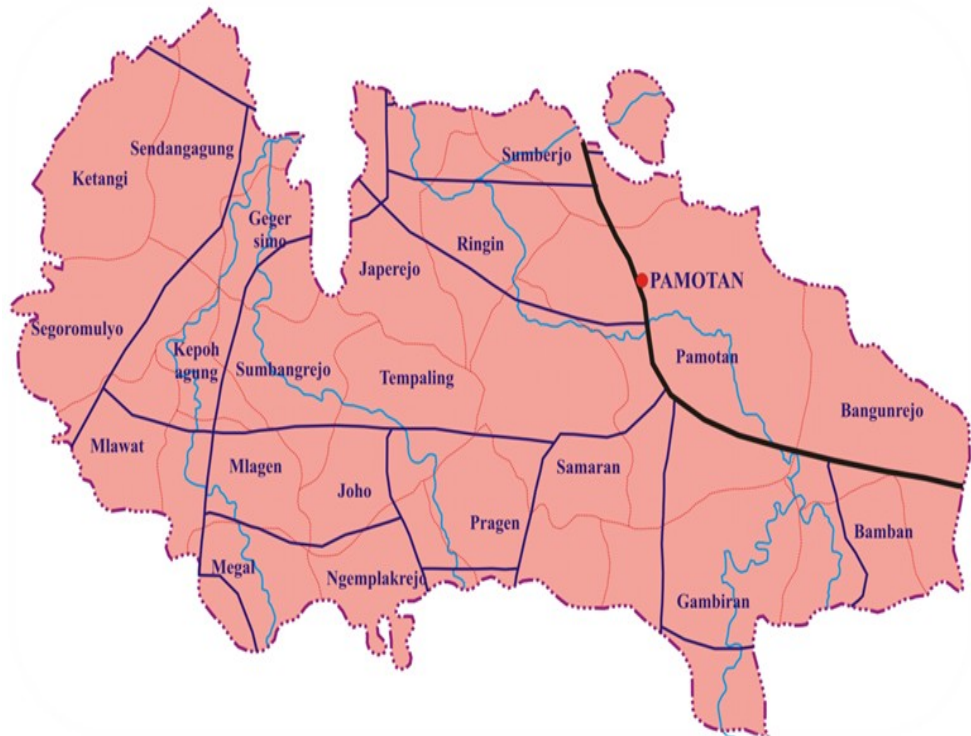 Sendangagung
Sumberjo
Ketangi
Geger
simo
Ringin
Japerejo
PAMOTAN
Segoromulyo
Kepoh
agung
Sumbangrejo
Tempaling
Pamotan
Bangunrejo
Mlawat
Mlagen
Joho
Samaran
Pragen
Bamban
Megal
Ngemplakrejo
Gambiran